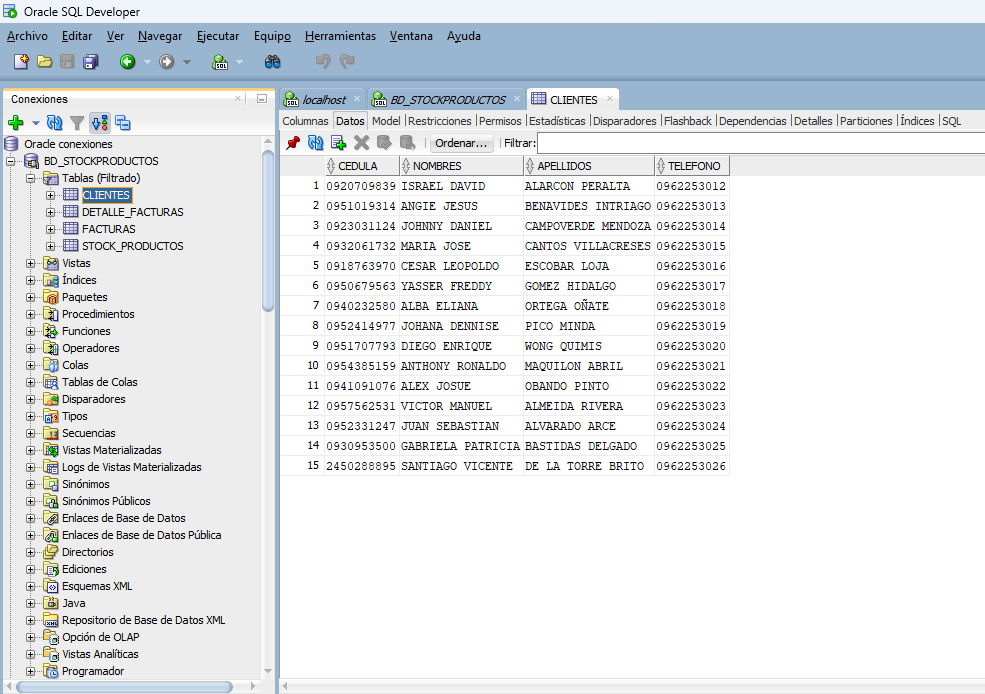 Oracle SQL Developer
Archivo Editar Ver Navegar Ejecutar Equipo Herramientas Ventana Ayuda
Conexiones
localhost BD_STOCKPRODUCTOS CLIENTES
Columnas Datos Model Restricciones Permisos Estadísticas Disparadores Flashback Dependencias Detalles Particiones Índices SQL
Ordenar... Filtrar:
Oracle conexiones
BD_STOCKPRODUCTOS
Tablas (Filtrado)
CLIENTES
DETALLE_FACTURAS
FACTURAS
STOCK_PRODUCTOS
Vistas
Índices
Paquetes
Procedimientos
Funciones
Operadores
Colas
Tablas de Colas
Disparadores
Tipos
Secuencias
Vistas Materializadas
Logs de Vistas Materializadas
Sinónimos
Sinónimos Públicos
Enlaces de Base de Datos
Enlaces de Base de Datos Pública
Directorios
Ediciones
Esquemas XML
Java
Repositorio de Base de Datos XML
Opción de OLAP
Vistas Analíticas
Programador
CEDULA NOMBRES APELLIDOS TELEFONO
1 0920709839 ISRAEL DAVID ALARCON PERALTA 0962253012
2 0951019314 ANGIE JESUS BENAVIDES INTRIAGO 0962253013
3 0923031124 JOHNNY DANIEL CAMPOVERDE MENDOZA 0962253014
4 0932061732 MARIA JOSE CANTOS VILLACRESES 0962253015
5 0918763970 CESAR LEOPOLDO ESCOBAR LOJA 0962253016
6 0950679563 YASSER FREDDY GOMEZ HIDALGO 0962253017
7 0940232580 ALBA ELIANA ORTEGA OÑATE 0962253018
8 0952414977 JOHANA DENNISE PICO MINDA 0962253019
9 0951707793 DIEGO ENRIQUE WONG QUIMIS 0962253020
10 0954385159 ANTHONY RONALDO MAQUILON ABRIL 0962253021
11 0941091076 ALEX JOSUE OBANDO PINTO 0962253022
12 0957562531 VICTOR MANUEL ALMEIDA RIVERA 0962253023
13 0952331247 JUAN SEBASTIAN ALVARADO ARCE 0962253024
14 0930953500 GABRIELA PATRICIA BASTIDAS DELGADO 0962253025
15 2450288895 SANTIAGO VICENTE DE LA TORRE BRITO 0962253026